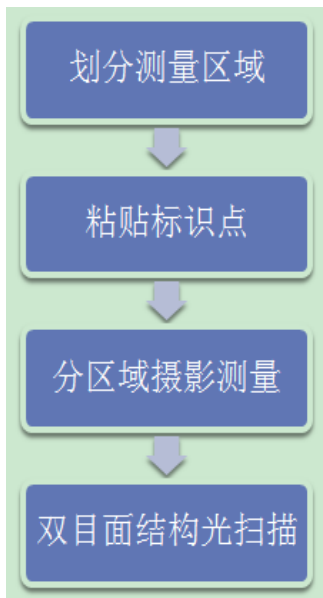 划分测量区域
粘贴标识点
分区域摄影测量
双目面结构光扫描